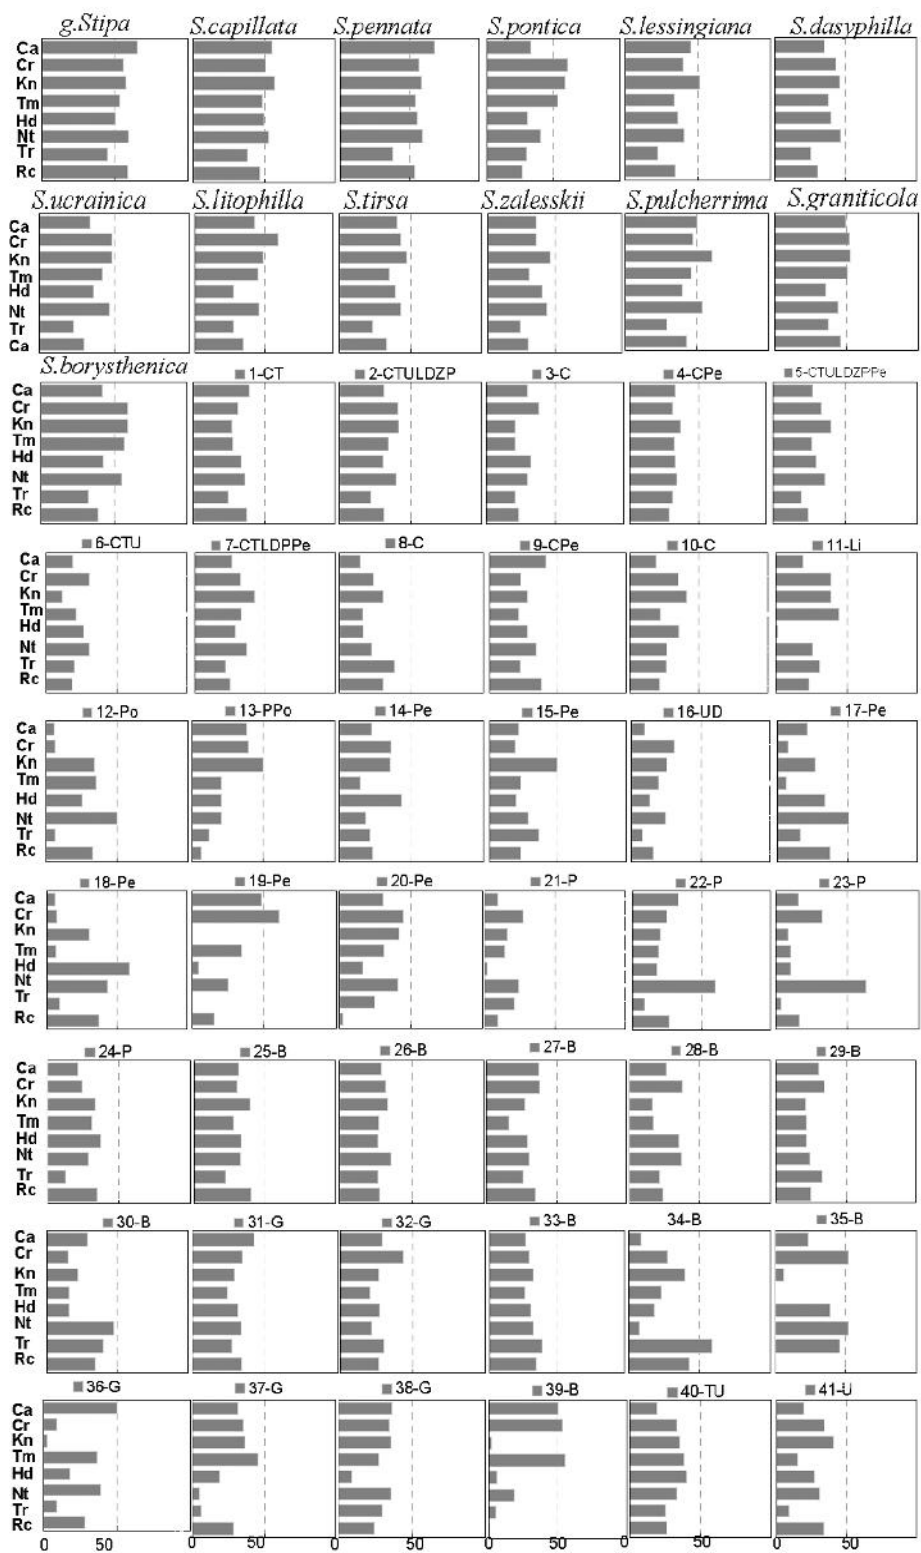 g.Stipa S.capillata S.pennata S.pontica S.lessingiana S.dasyphilla
Ca
Cr
Kn
Tm
Hd
Nt
Tr
Rc
S.ucrainica S.litophilla S.tirsa S.zalesskii S.pulcherrima S.graniticola
Ca
Cr
Kn
Tm
Hd
Nt
Tr
Ca
S.borysthenica 1-CT 2-CTULDZP 3-C 4-CPe 5-CTULDZPPe
Ca
Cr
Kn
Tm
Hd
Nt
Tr
Rc
6-CTU 7-CTLDPPe 8-C 9-CPe 10-C 11-Li
Ca
Cr
Kn
Tm
Hd
Nt
Tr
Rc
12-Po 13-PPo 14-Pe 15-Pe 16-UD 17-Pe
Ca
Cr
Kn
Tm
Hd
Nt
Tr
Rc
18-Pe 19-Pe 20-Pe 21-P 22-P 23-P
Ca
Cr
Kn
Tm
Hd
Nt
Tr
Rc
24-P 25-B 26-B 27-B 28-B 29-B
Ca
Cr
Kn
Tm
Hd
Nt
Tr
Rc
30-B 31-G 32-G 33-B 34-B 35-B
Ca
Cr
Kn
Tm
Hd
Nt
Tr
Rc
36-G 37-G 38-G 39-B 40-TU 41-U
Ca
Cr
Kn
Tm
Hd
Nt
Tr
Rc
0 50 0 50 0 50 0 50 0 50 0 50